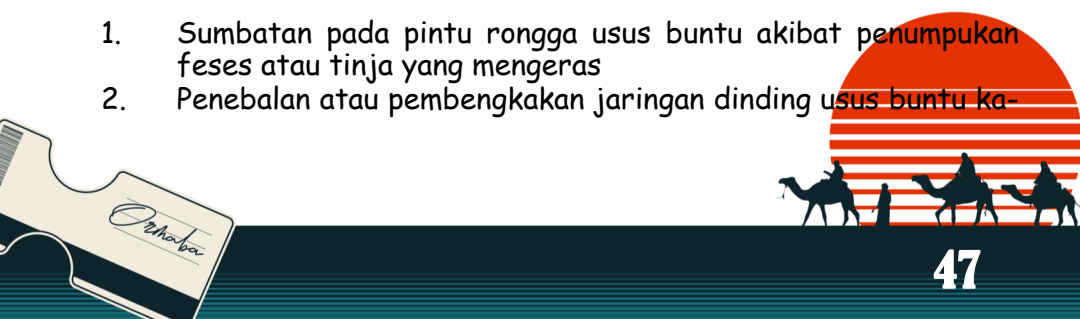 1. Sumbatan pada pintu rongga usus buntu akibat penumpukan
feses atau tinja yang mengeras
2. Penebalan atau pembengkakan jaringan dinding usus buntu ka-
Ormaba
47